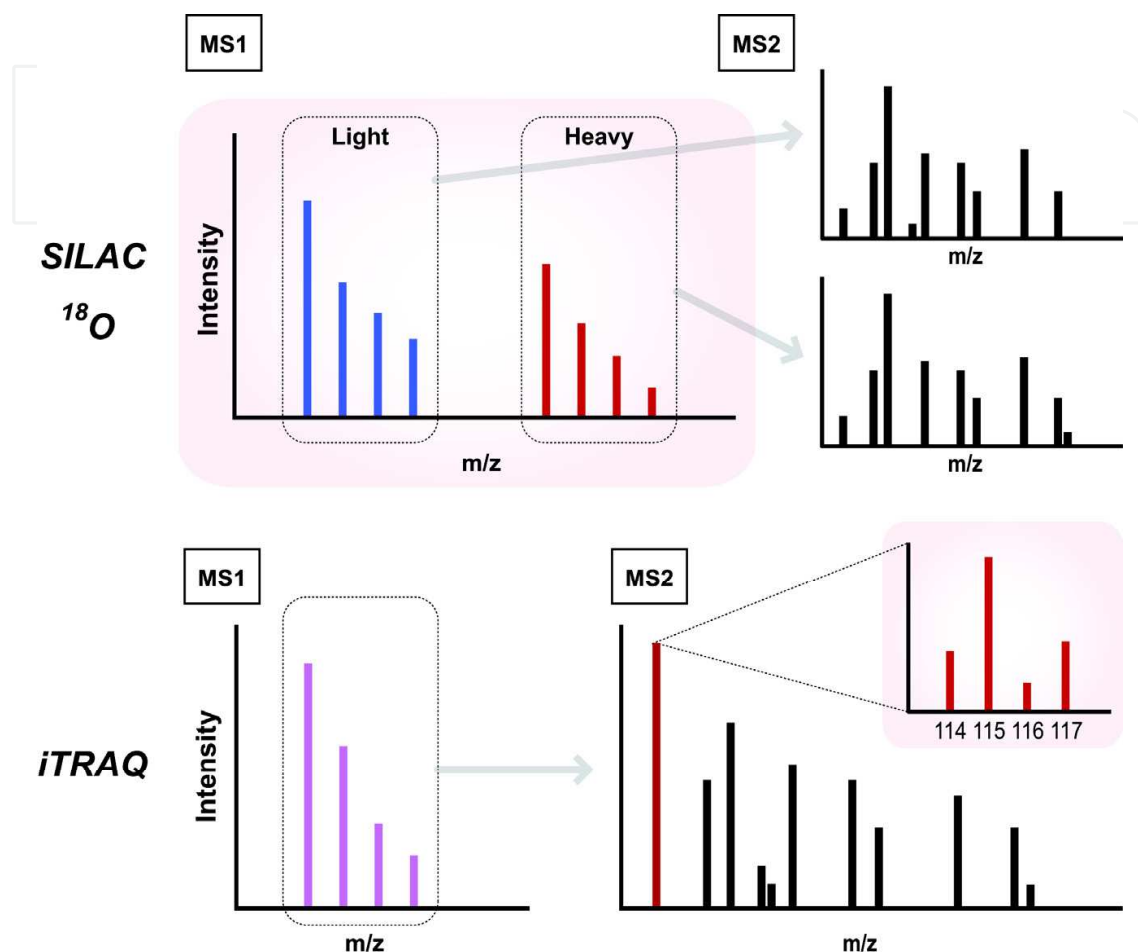 MS1
MS2
Light
Heavy
SILAC
18O
Intensity
m/z
m/z
m/z
MS1
MS2
iTRAQ
Intensity
114 115 116 117
m/z
m/z